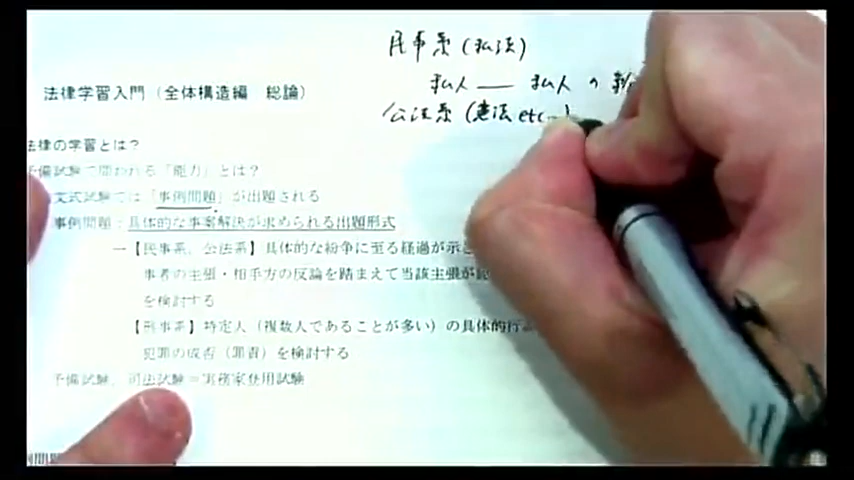 民事系(私法)
私人 — 私人 の
公法系(憲法 etc…)
法律学習入門(全体構造編 総論)
法律の学習とは?
予備試験で問われる「能力」とは?
文式試験では「事例問題」が出題される
事例問題:具体的な事案解決が求められる出題形式
→【民事系、公法系】具体的な紛争に至る経過が示さ
事者の主張・相手方の反論を踏まえて当該主張が認
を検討する
【刑事系】特定人(複数人であることが多い)の具体的行
犯罪の成否(罪責)を検討する
予備試験、司法試験=実務家登用試験
例問題